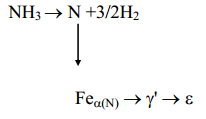 NH₃ → N +3/2H₂
Feα(N) → γ' → ε